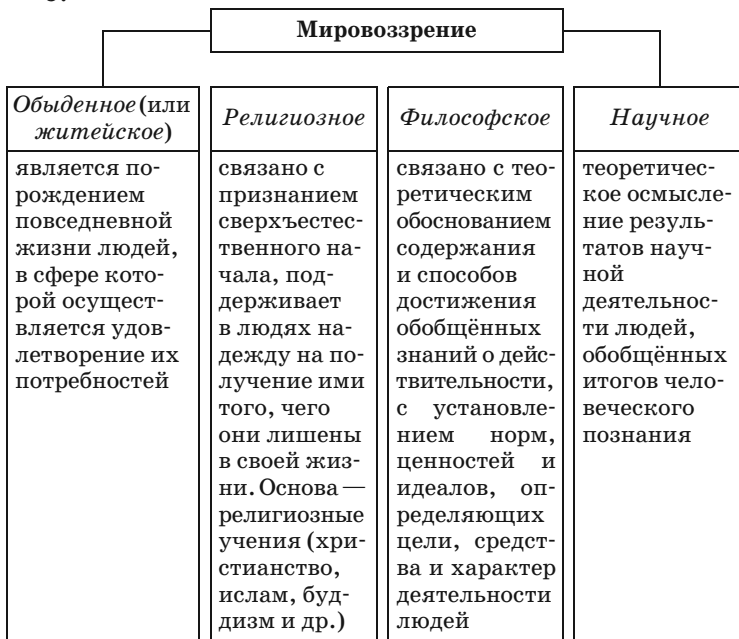 Мировоззрение
Обыденное (или
житейское)
является по-
рождением
повседневной
жизни людей,
в сфере кото-
рой осущест-
вляется удов-
летворение их
потребностей
Религиозное
связано с
признанием
сверхъестес-
твенного на-
чала, под-
держивает
в людях на-
дежду на по-
лучение ими
того, чего
они лишены
в своей жиз-
ни. Основа —
религиозные
учения (хри-
стианство,
ислам, буд-
дизм и др.)
Философское
связано с тео-
ретическим
обоснованием
содержания
и способов
достижения
обобщённых
знаний о дейс-
твительности,
с установле-
нием норм,
ценностей и
идеалов, оп-
ределяющих
цели, средст-
ва и характер
деятельности
людей
Научное
теоретичес-
кое осмысле-
ние резуль-
татов науч-
ной
деятельнос-
ти людей,
обобщённых
итогов чело-
веческого
познания